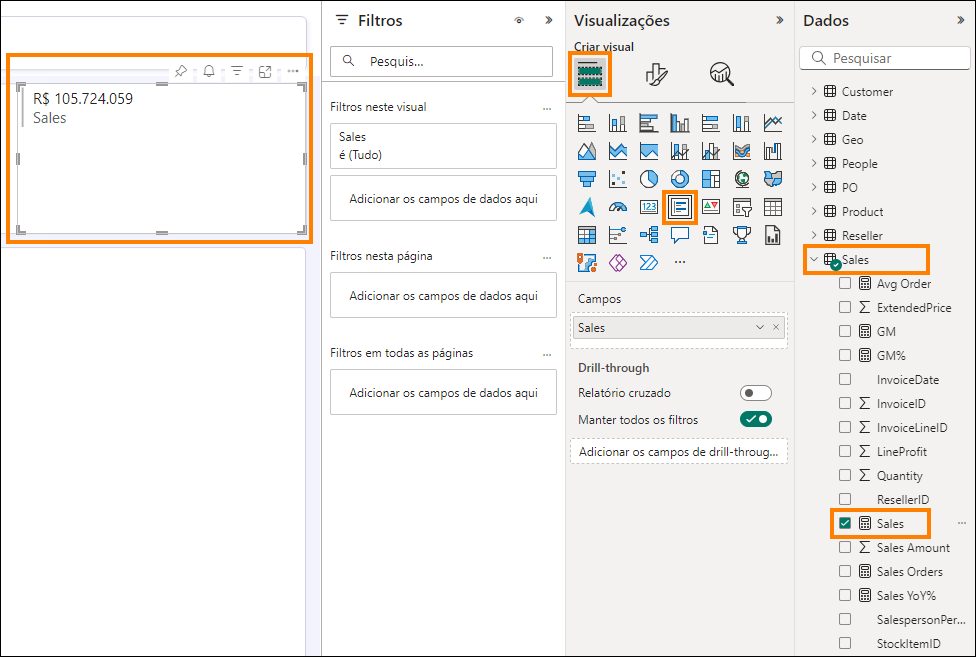 R$ 105.724.059
Sales
Filtros
Pesquis...
Filtros neste visual
...
Sales
é (Tudo)
Adicionar os campos de dados aqui
Filtros nesta página
...
Adicionar os campos de dados aqui
Filtros em todas as páginas
...
Adicionar os campos de dados aqui
Visualizações
Criar visual
123
...
Campos
Sales
Drill-through
Relatório cruzado
Manter todos os filtros
Adicionar os campos de drill-throug...
Dados
Pesquisar
Customer
Date
Geo
People
PO
Product
Reseller
Sales
Avg Order
ExtendedPrice
GM
GM%
InvoiceDate
InvoiceID
InvoiceLineID
LineProfit
Quantity
ResellerID
Sales
...
Sales Amount
Sales Orders
Sales YoY%
SalespersonPer...
StockItemID